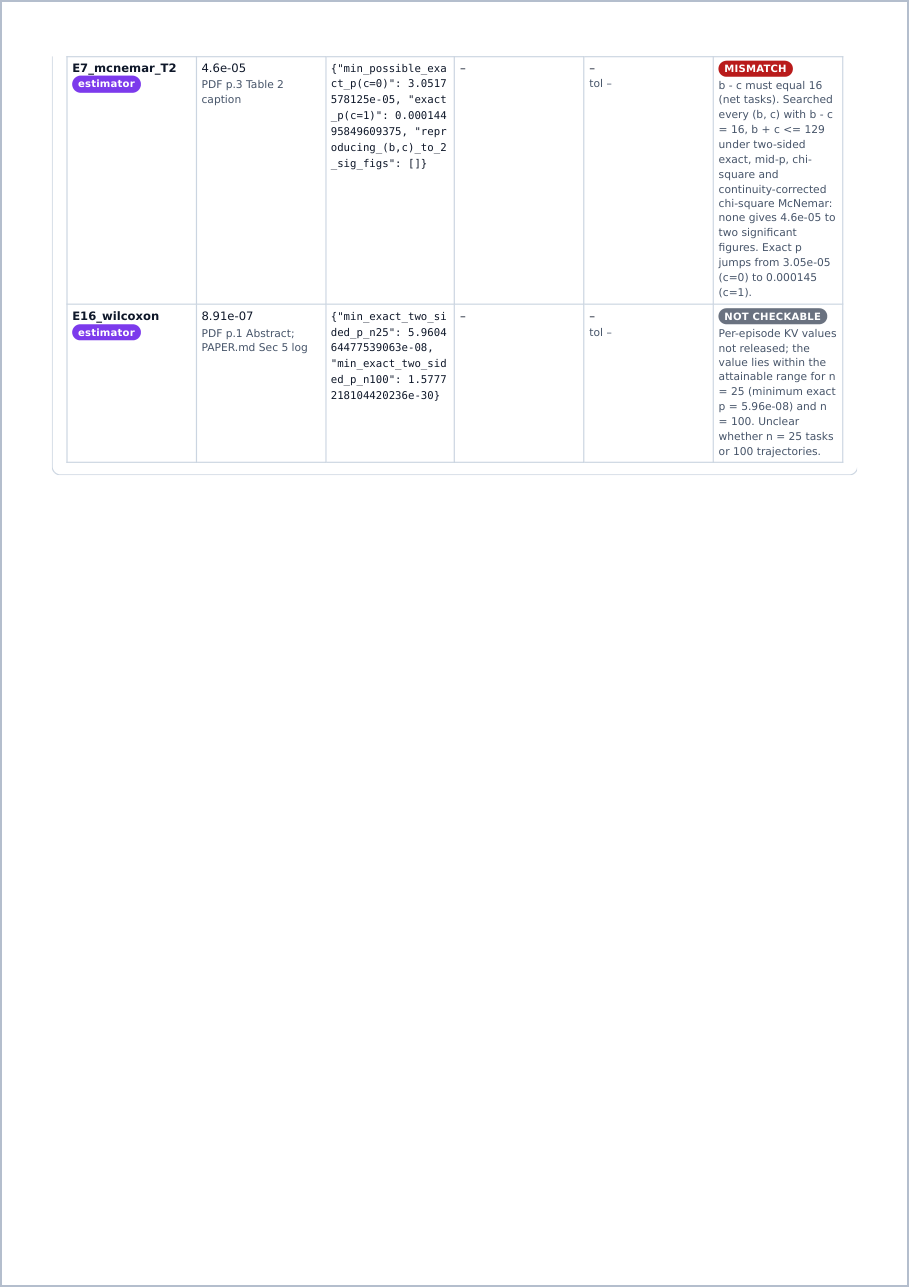 E7_mcnemar_T2
estimator
4.6e-05
PDF p.3 Table 2
caption
{"min_possible_exa
ct_p(c=0)": 3.0517
578125e-05, "exact
_p(c=1)": 0.000144
95849609375, "repr
oducing_(b,c)_to_2
_sig_figs": []}
–
–
tol –
MISMATCH
b - c must equal 16
(net tasks). Searched
every (b, c) with b - c
= 16, b + c <= 129
under two-sided
exact, mid-p, chi-
square and
continuity-corrected
chi-square McNemar:
none gives 4.6e-05 to
two significant
figures. Exact p
jumps from 3.05e-05
(c=0) to 0.000145
(c=1).
E16_wilcoxon
estimator
8.91e-07
PDF p.1 Abstract;
PAPER.md Sec 5 log
{"min_exact_two_si
ded_p_n25": 5.9604
64477539063e-08,
"min_exact_two_sid
ed_p_n100": 1.5777
218104420236e-30}
–
–
tol –
NOT CHECKABLE
Per-episode KV values
not released; the
value lies within the
attainable range for n
= 25 (minimum exact
p = 5.96e-08) and n
= 100. Unclear
whether n = 25 tasks
or 100 trajectories.